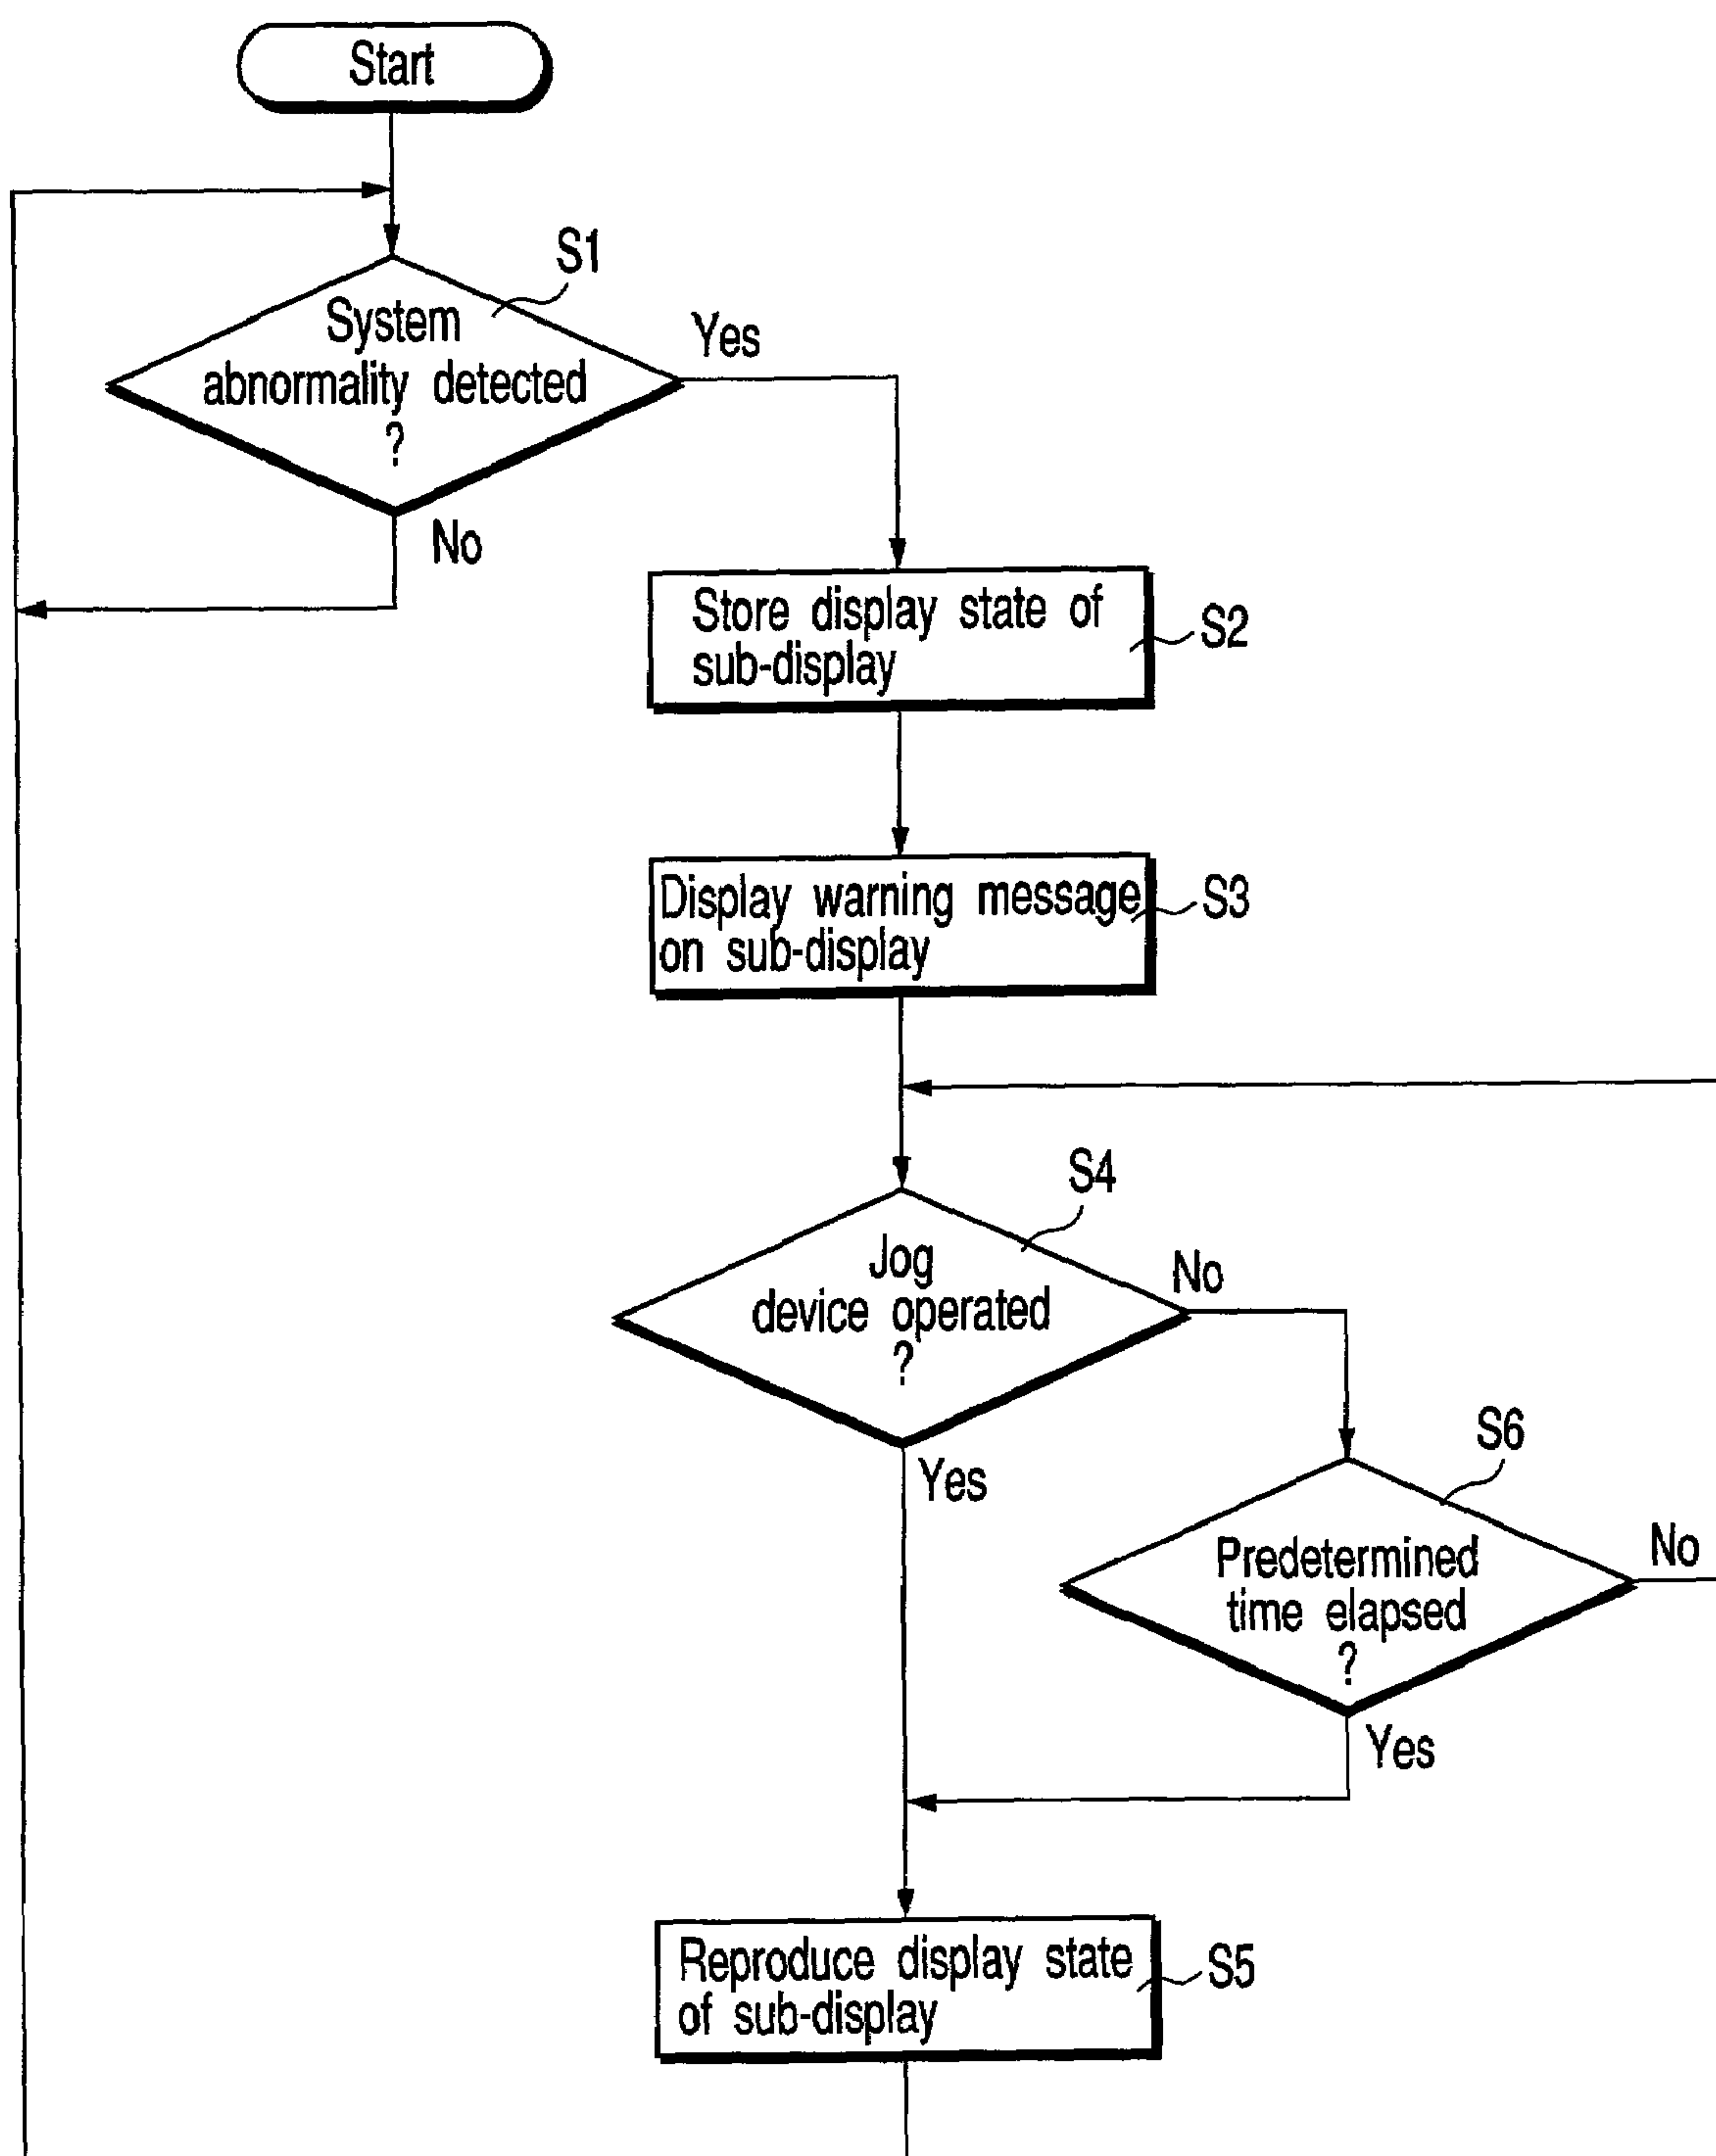 Start
S1
System
abnormality detected
?
Yes
No
Store display state of
sub-display
S2
Display warning message
on sub-display
S3
S4
Jog
device operated
?
No
Yes
S6
Predetermined
time elapsed
?
No
Yes
Reproduce display state
of sub-display
S5